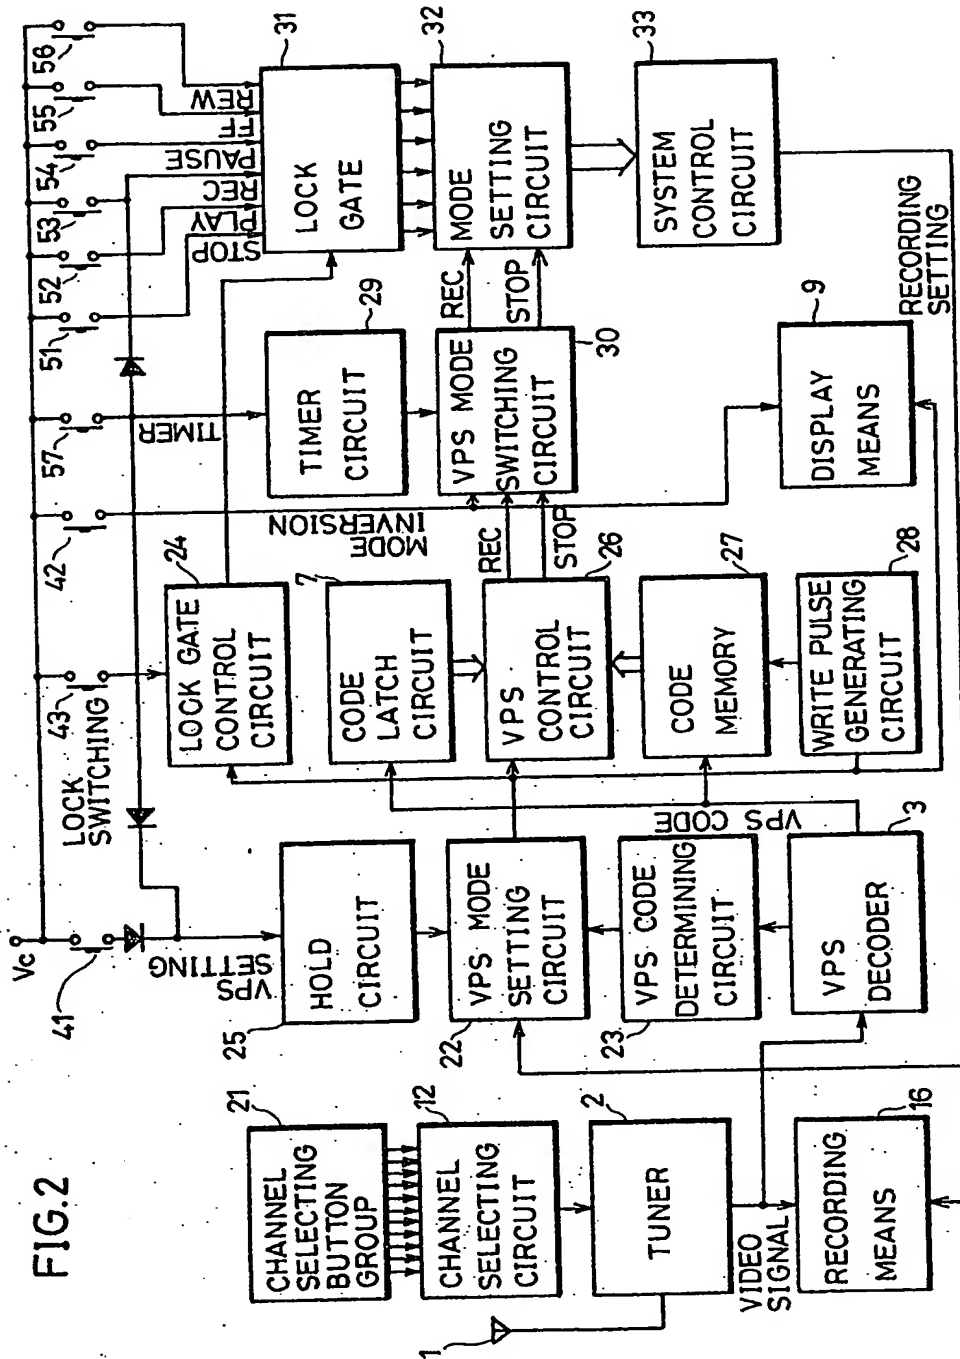 FIG.2
Vc
41
VPS
SETTING
LOCK
SWITCHING
43
42
MODE
INVERSION
57
TIMER
51
52
53
54
55
56
STOP
PLAY
REC
PAUSE
FF
REW
21
CHANNEL
SELECTING
BUTTON
GROUP
25
HOLD
CIRCUIT
24
LOCK GATE
CONTROL
CIRCUIT
29
TIMER
CIRCUIT
31
LOCK
GATE
12
CHANNEL
SELECTING
CIRCUIT
22
VPS MODE
SETTING
CIRCUIT
7
CODE
LATCH
CIRCUIT
REC
STOP
30
VPS MODE
SWITCHING
CIRCUIT
REC
STOP
32
MODE
SETTING
CIRCUIT
1
2
TUNER
23
VPS CODE
DETERMINING
CIRCUIT
26
VPS
CONTROL
CIRCUIT
27
CODE
MEMORY
33
SYSTEM
CONTROL
CIRCUIT
VIDEO
SIGNAL
16
RECORDING
MEANS
3
VPS
DECODER
VPS CODE
28
WRITE PULSE
GENERATING
CIRCUIT
9
DISPLAY
MEANS
RECORDING
SETTING